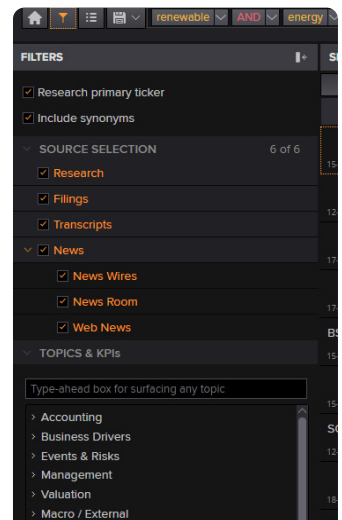 renewable AND energy
FILTERS
Research primary ticker
Include synonyms
SOURCE SELECTION 6 of 6
Research
Filings
Transcripts
News
News Wires
News Room
Web News
TOPICS & KPIs
Type-ahead box for surfacing any topic
Accounting
Business Drivers
Events & Risks
Management
Valuation
Macro / External